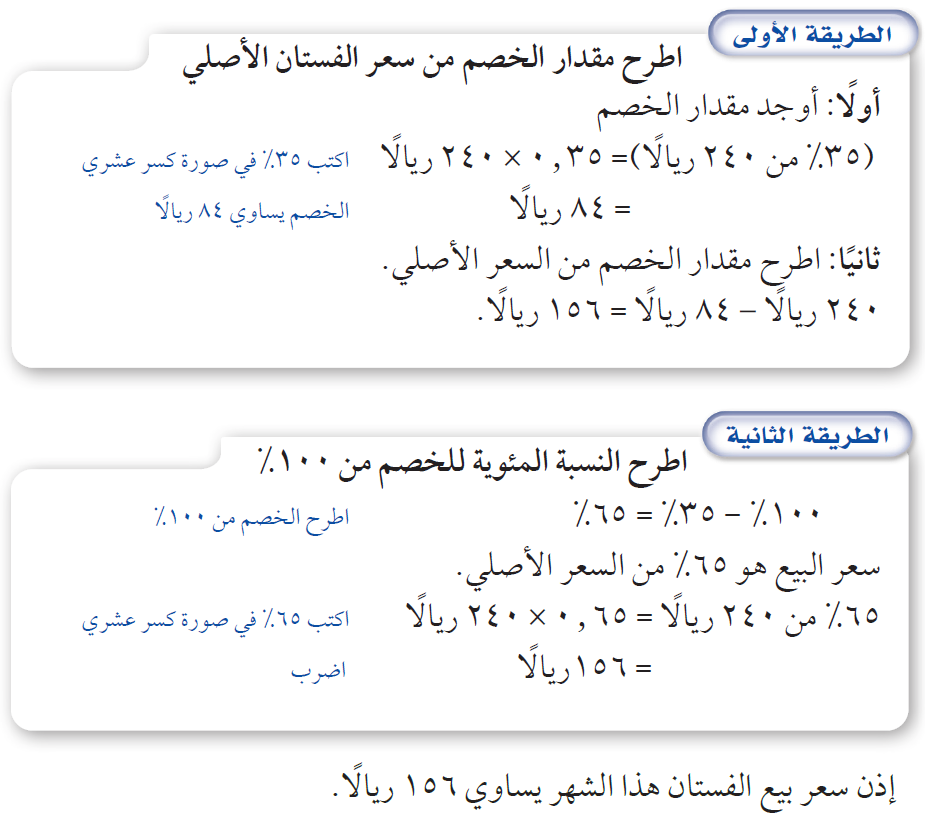 الطريقة الأولى
اطرح مقدار الخصم من سعر الفستان الأصلي
أولًا: أوجد مقدار الخصم
(٣٥٪ من ٢٤٠ ريالًا)= ٠,٣٥ × ٢٤٠ ريالًا اكتب ٣٥٪ في صورة كسر عشري
= ٨٤ ريالًا الخصم يساوي ٨٤ ريالًا
ثانيًا: اطرح مقدار الخصم من السعر الأصلي.
٢٤٠ ريالًا – ٨٤ ريالًا = ١٥٦ ريالًا.
الطريقة الثانية
اطرح النسبة المئوية للخصم من ١٠٠٪
١٠٠٪ – ٣٥٪ = ٦٥٪ اطرح الخصم من ١٠٠٪
سعر البيع هو ٦٥٪ من السعر الأصلي.
٦٥٪ من ٢٤٠ ريالًا = ٠,٦٥ × ٢٤٠ ريالًا اكتب ٦٥٪ في صورة كسر عشري
= ١٥٦ريالًا اضرب
إذن سعر بيع الفستان هذا الشهر يساوي ١٥٦ ريالًا.